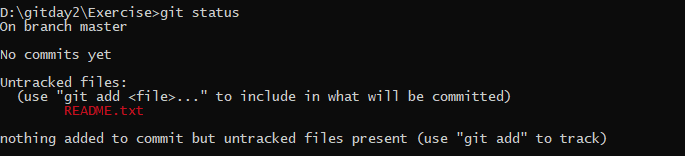 D:\gitday2\Exercise>git status
On branch master
No commits yet
Untracked files:
(use "git add <file>..." to include in what will be committed)
README.txt
nothing added to commit but untracked files present (use "git add" to track)